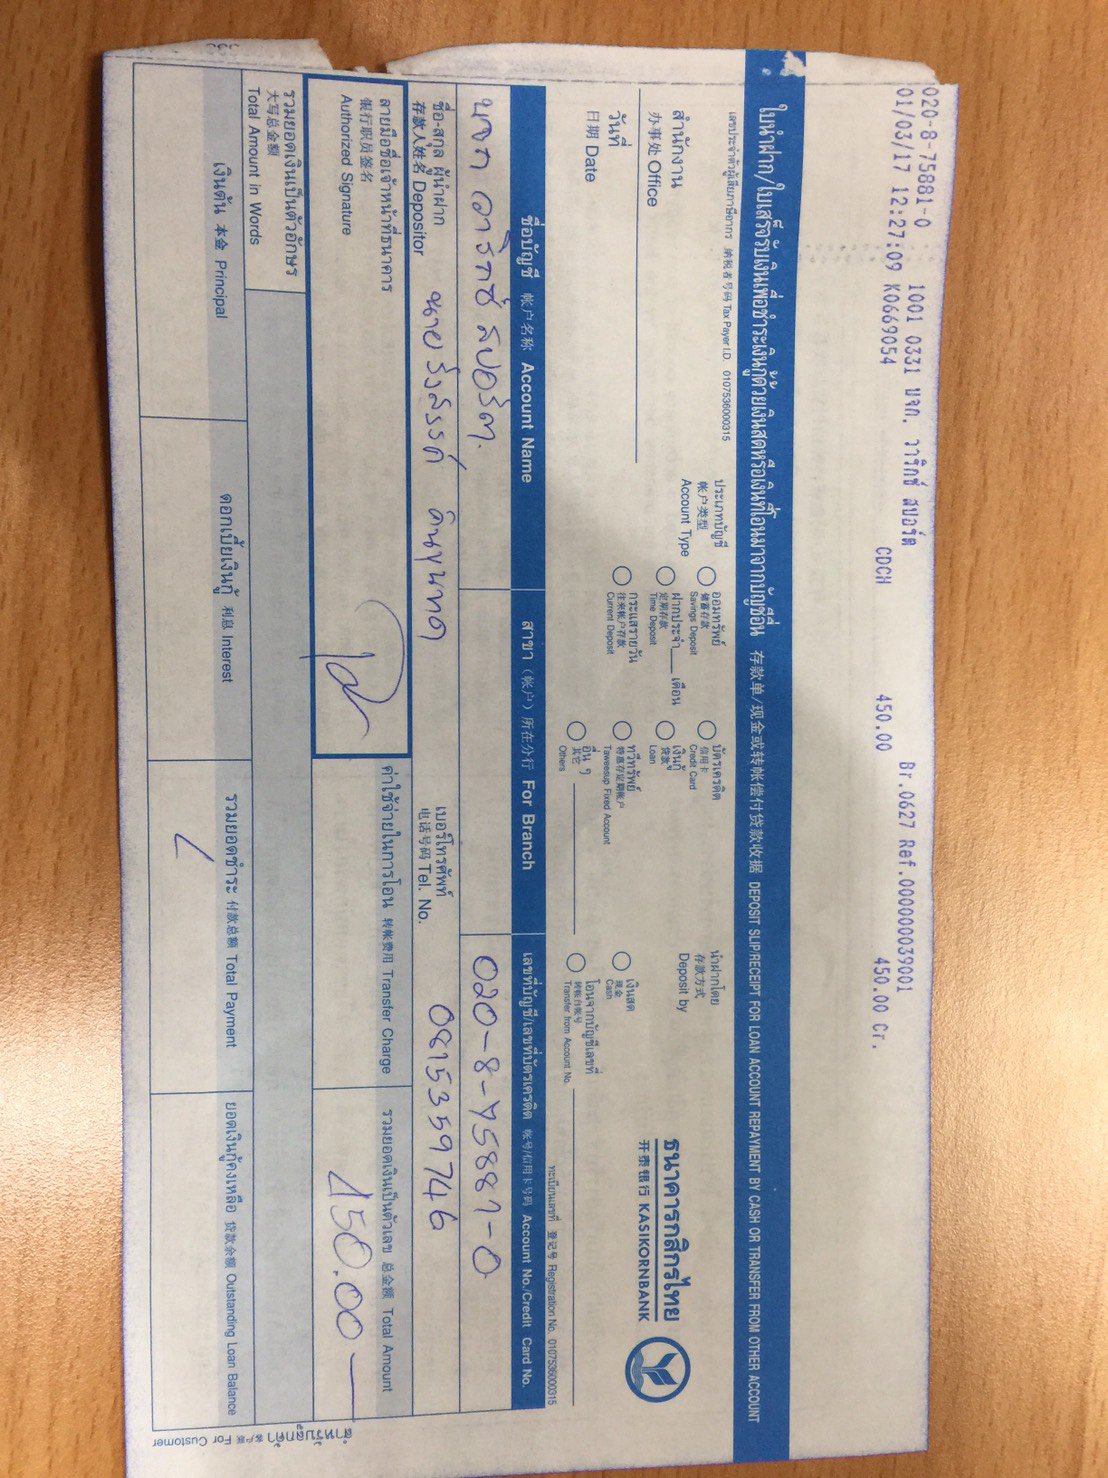 020-8-75881-0 1001 0331 บจก. วาริกซ์ สปอร์ต Br.0627 Ref.000000039001
01/03/17 12:27:09 K0669054 CDCH 450.00 450.00 Cr.
ใบนำฝาก/ใบเสร็จรับเงินเพื่อชำระเงินกู้ด้วยเงินสดหรือเงินที่โอนมาจากบัญชีอื่น 存款单/现金或转帐偿付贷款收据 DEPOSIT SLIP/RECEIPT FOR LOAN ACCOUNT REPAYMENT BY CASH OR TRANSFER FROM OTHER ACCOUNT
เลขประจำตัวผู้เสียภาษีอากร 纳税者号码 Tax Payer I.D. 0107536000315
สำนักงาน
办事处 Office
วันที่
日期 Date
ประเภทบัญชี
帐户类型
Account Type
ออมทรัพย์
储蓄存款
Savings Deposit
ฝากประจำ___เดือน
定期存款
Time Deposit
กระแสรายวัน
往来帐户存款
Current Deposit
บัตรเครดิต
信用卡
Credit Card
เงินกู้
贷款
Loan
ทวีทรัพย์
特惠存定期帐户
Taweesup Fixed Account
อื่น ๆ
其它
Others
นำฝากโดย
存款方式
Deposit by
เงินสด
现金
Cash
โอนจากบัญชีเลขที่
转帐自帐号
Transfer from Account No.
ธนาคารกสิกรไทย
开泰银行 KASIKORNBANK
ทะเบียนเลขที่ 登记号 Registration No. 0107536000315
ชื่อบัญชี 帐户名称 Account Name สาขา (帐户) 所在分行 For Branch เลขที่บัญชี/เลขที่บัตรเครดิต 帐号/信用卡号码 Account No./Credit Card No.
บจก วาริกซ์ สปอร์ต. 020-8-75881-0
ชื่อ-สกุล ผู้นำฝาก
存款人姓名 Depositor
นายรังสรรค์
เบอร์โทรศัพท์
电话号码 Tel. No.
0815359746
ลายมือชื่อเจ้าหน้าที่ธนาคาร
银行职员签名
Authorized Signature
ค่าใช้จ่ายในการโอน 转帐费用 Transfer Charge รวมยอดเงินเป็นตัวเลข 总金额 Total Amount
450.00 -
รวมยอดเงินเป็นตัวอักษร
大写总金额
Total Amount in Words
เงินต้น 本金 Principal ดอกเบี้ยเงินกู้ 利息 Interest รวมยอดชำระ 付款总额 Total Payment ยอดเงินกู้คงเหลือ 贷款余额 Outstanding Loan Balance
สำหรับลูกค้า 客户联 For Customer